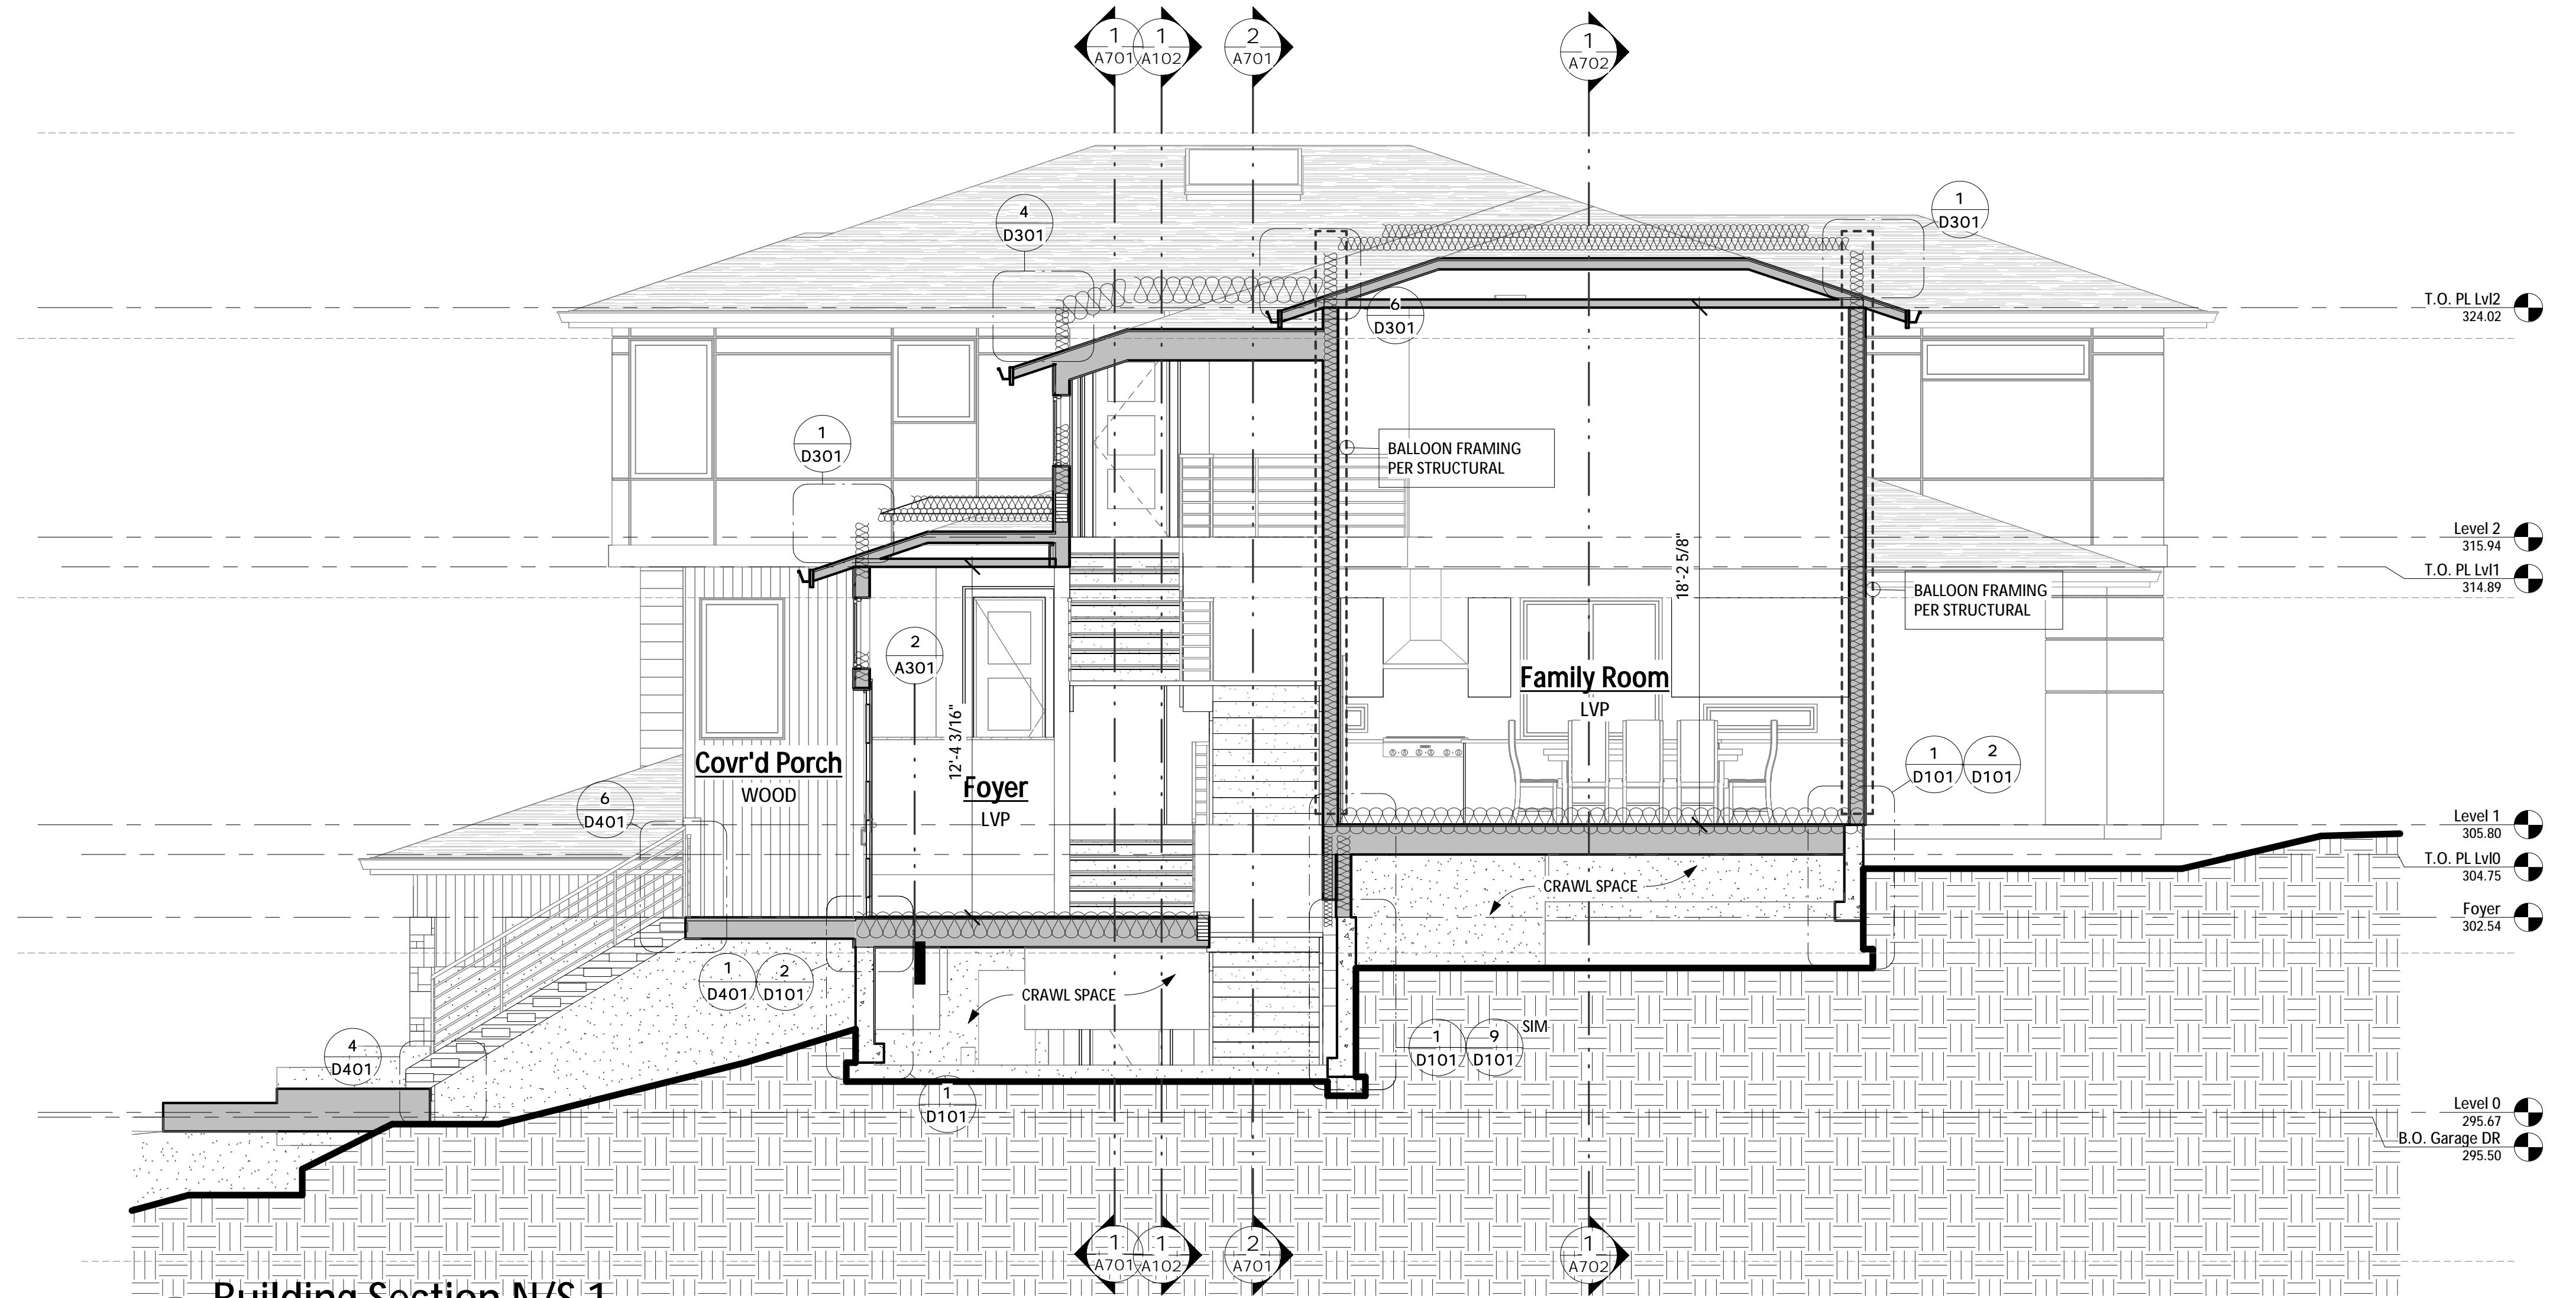 1
A701
1
A102
2
A701
1
A702
4
D301
1
D301
T.O. PL Lvl2
324.02
6
D301
1
D301
BALLOON FRAMING
PER STRUCTURAL
Level 2
315.94
T.O. PL Lvl1
314.89
18'-2 5/8"
BALLOON FRAMING
PER STRUCTURAL
2
A301
Family Room
LVP
12'-4 3/16"
Covr'd Porch
WOOD
Foyer
LVP
1
D101
2
D101
6
D401
Level 1
305.80
T.O. PL Lvl0
304.75
CRAWL SPACE
Foyer
302.54
1
D401
2
D101
CRAWL SPACE
1
D101
9
D101
SIM
4
D401
1
D101
Level 0
295.67
B.O. Garage DR
295.50
1
A701
1
A102
2
A701
1
A702
Building Section N/S 1